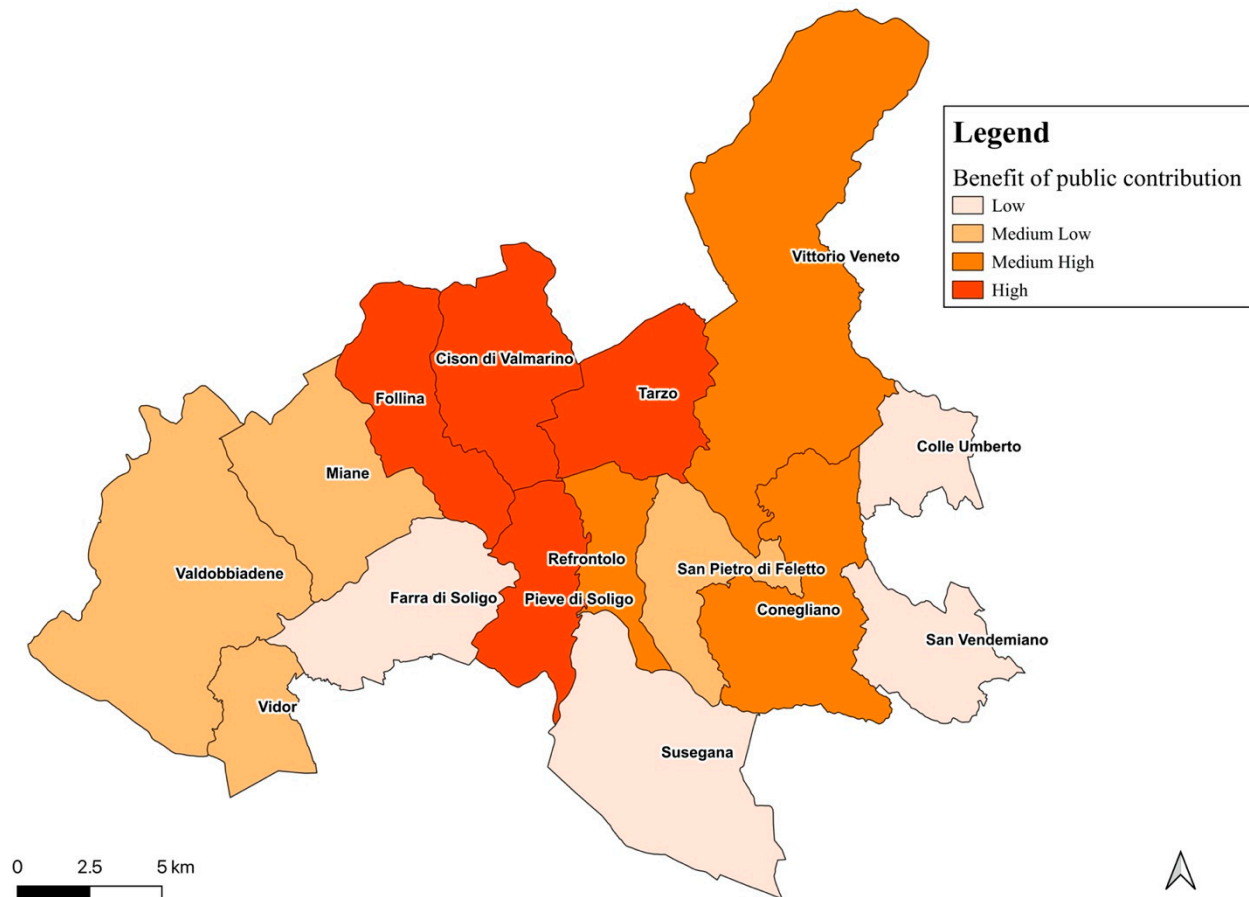 Legend
Benefit of public contribution
Low
Medium Low
Medium High
High
Vittorio Veneto
Cison di Valmarino
Tarzo
Follina
Colle Umberto
Miane
Refrontolo
San Pietro di Feletto
Valdobbiadene
Farra di Soligo
Pieve di Soligo
Conegliano
San Vendemiano
Vidor
Susegana
0 2.5 5 km